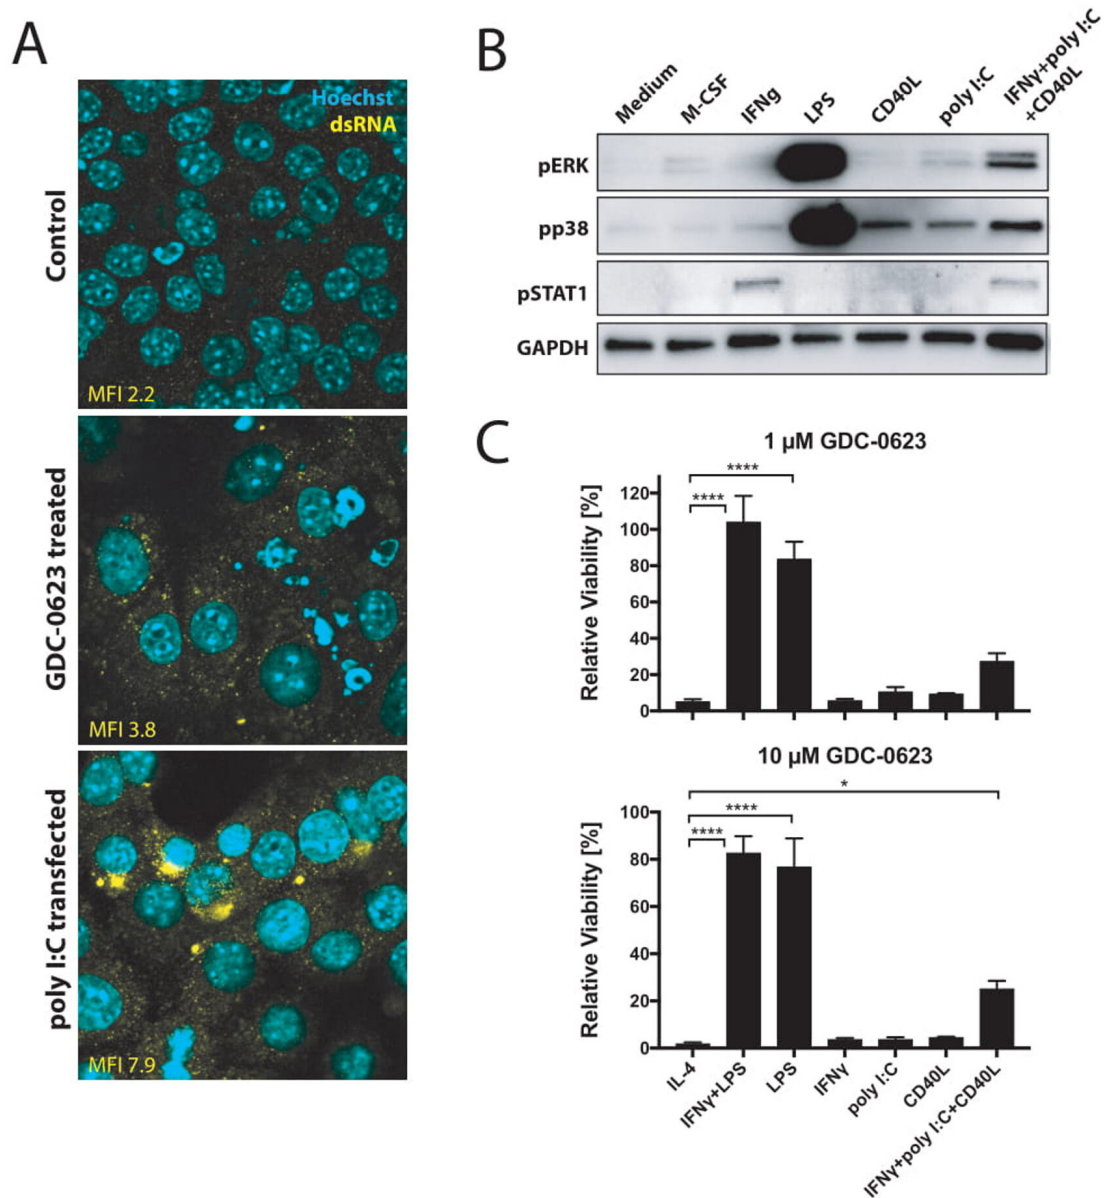 A
Hoechst
dsRNA
Control
MFI 2.2
GDC-0623 treated
MFI 3.8
poly I:C transfected
MFI 7.9
B
Medium
M-CSF
IFNg
LPS
CD40L
poly I:C
IFNγ+poly I:C
+CD40L
pERK
pp38
pSTAT1
GAPDH
C
1 µM GDC-0623
Relative Viability [%]
120
100
80
60
40
20
0
****
****
10 µM GDC-0623
Relative Viability [%]
100
80
60
40
20
0
*
****
****
IL-4
IFNγ+LPS
LPS
IFNγ
poly I:C
CD40L
IFNγ+poly I:C+CD40L